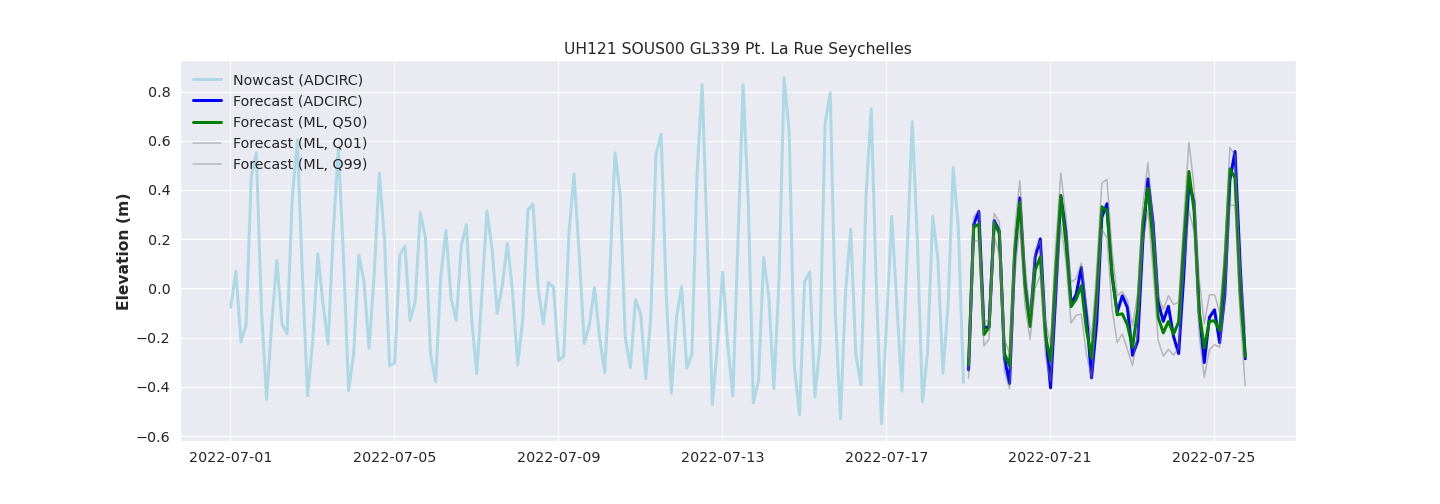 UH121 SOUS00 GL339 Pt. La Rue Seychelles
Nowcast (ADCIRC)
Forecast (ADCIRC)
Forecast (ML, Q50)
Forecast (ML, Q01)
Forecast (ML, Q99)
Elevation (m)
0.8
0.6
0.4
0.2
0.0
−0.2
−0.4
−0.6
2022-07-01 2022-07-05 2022-07-09 2022-07-13 2022-07-17 2022-07-21 2022-07-25